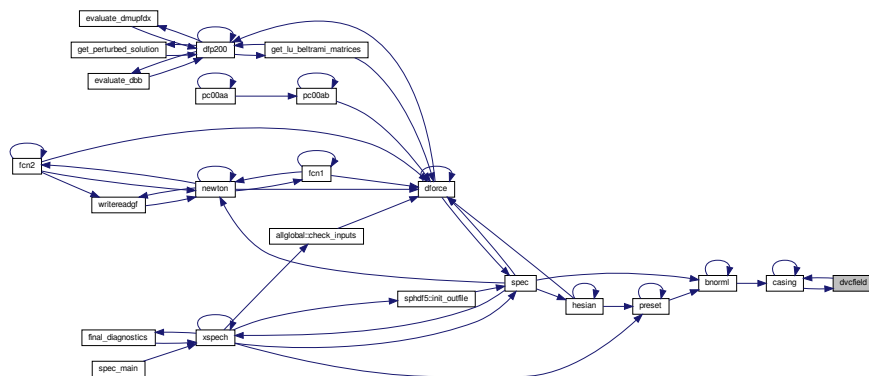 evaluate_dmupfdx
get_perturbed_solution
dfp200
get_lu_beltrami_matrices
evaluate_dbb
pc00aa
pc00ab
fcn2
fcn1
newton
dforce
writereadgf
allglobal::check_inputs
spec
bnorml
casing
dvcfield
sphdf5::init_outfile
hesian
preset
final_diagnostics
xspech
spec_main